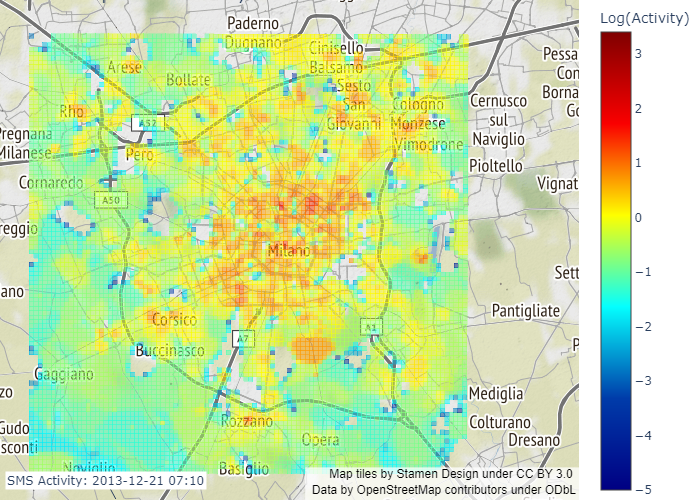 Paderno
Dugnano
Cinisello
Balsamo
Log(Activity)
Arese
Bollate
Sesto
San
Giovanni
Cologno
Monzese
Rho
A52
Pero
Vimodrone
Cernusco
sul
Naviglio
Pioltello
Pessa
Con
Borna
Go
Pregnana
Milanese
Cornaredo
A50
Vignat
reggio
Milano
Sett
ano
Pantigliate
Corsico
A7
A1
Buccinasco
P
Gaggiano
zo
Mediglia
Rozzano
Colturano
Dresano
Gudo
sconti
Opera
Noviglio
Basiglio
SMS Activity: 2013-12-21 07:10
Map tiles by Stamen Design under CC BY 3.0
Data by OpenStreetMap contributors under ODbL
3
2
1
0
−1
−2
−3
−4
−5